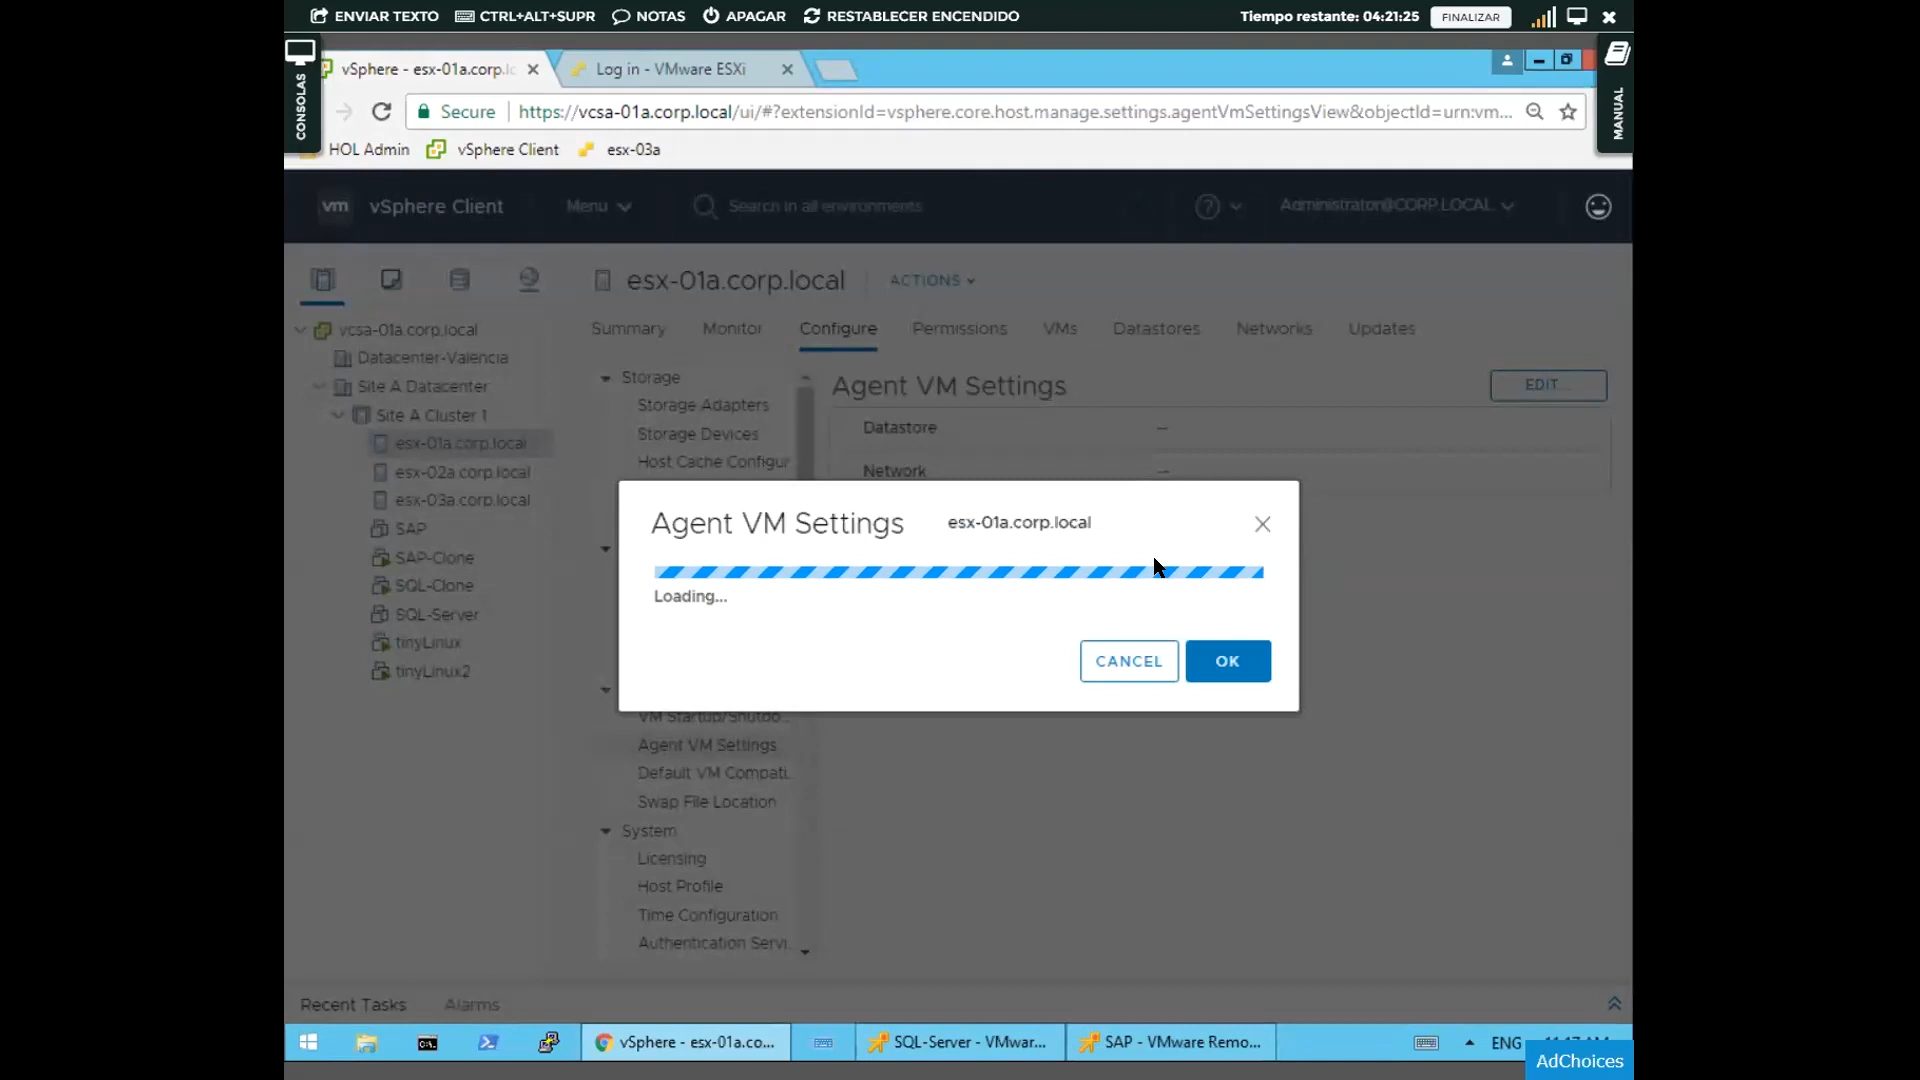 ENVIAR TEXTO CTRL+ALT+SUPR NOTAS APAGAR RESTABLECER ENCENDIDO Tiempo restante: 04:21:25 FINALIZAR
CONSOLAS
MANUAL
vSphere - esx-01a.corp.lo Log in - VMware ESXi
Secure https://vcsa-01a.corp.local/ui/#?extensionId=vsphere.core.host.manage.settings.agentVmSettingsView&objectId=urn:vm...
HOL Admin vSphere Client esx-03a
vm vSphere Client Menu Search in all environments Administrator@CORP.LOCAL
esx-01a.corp.local ACTIONS
Summary Monitor Configure Permissions VMs Datastores Networks Updates
vcsa-01a.corp.local
Datacenter-Valencia
Site A Datacenter
Site A Cluster 1
esx-01a.corp.local
esx-02a.corp.local
esx-03a.corp.local
SAP
SAP-Clone
SQL-Clone
SQL-Server
tinyLinux
tinyLinux2
Storage
Storage Adapters
Storage Devices
Host Cache Configur
VM Startup/Shutdo...
Agent VM Settings
Default VM Compati...
Swap File Location
System
Licensing
Host Profile
Time Configuration
Authentication Servi...
Agent VM Settings EDIT...
Datastore --
Network --
Agent VM Settings esx-01a.corp.local
Loading...
CANCEL OK
Recent Tasks Alarms
vSphere - esx-01a.co... SQL-Server - VMwar... SAP - VMware Remo... ENG 11:17 AM
AdChoices